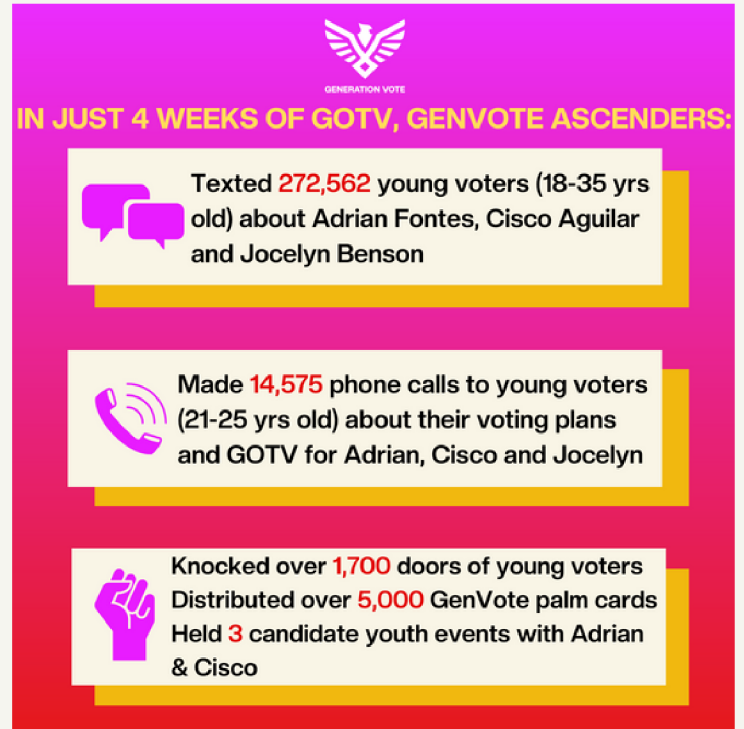 GENERATION VOTE
IN JUST 4 WEEKS OF GOTV, GENVOTE ASCENDERS:
Texted 272,562 young voters (18-35 yrs
old) about Adrian Fontes, Cisco Aguilar
and Jocelyn Benson
Made 14,575 phone calls to young voters
(21-25 yrs old) about their voting plans
and GOTV for Adrian, Cisco and Jocelyn
Knocked over 1,700 doors of young voters
Distributed over 5,000 GenVote palm cards
Held 3 candidate youth events with Adrian
& Cisco